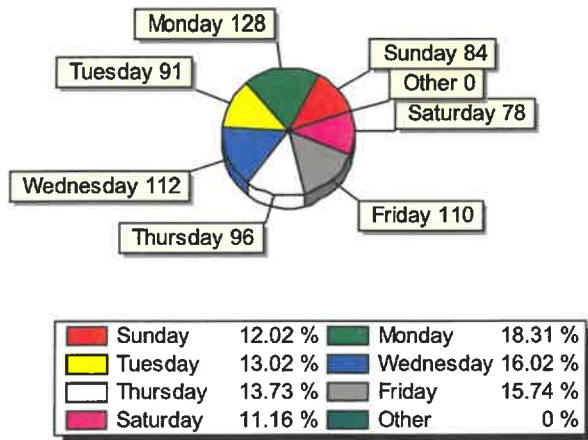 Monday 128
Sunday 84
Tuesday 91
Other 0
Saturday 78
Wednesday 112
Friday 110
Thursday 96
Sunday 12.02 % Monday 18.31 %
Tuesday 13.02 % Wednesday 16.02 %
Thursday 13.73 % Friday 15.74 %
Saturday 11.16 % Other 0 %